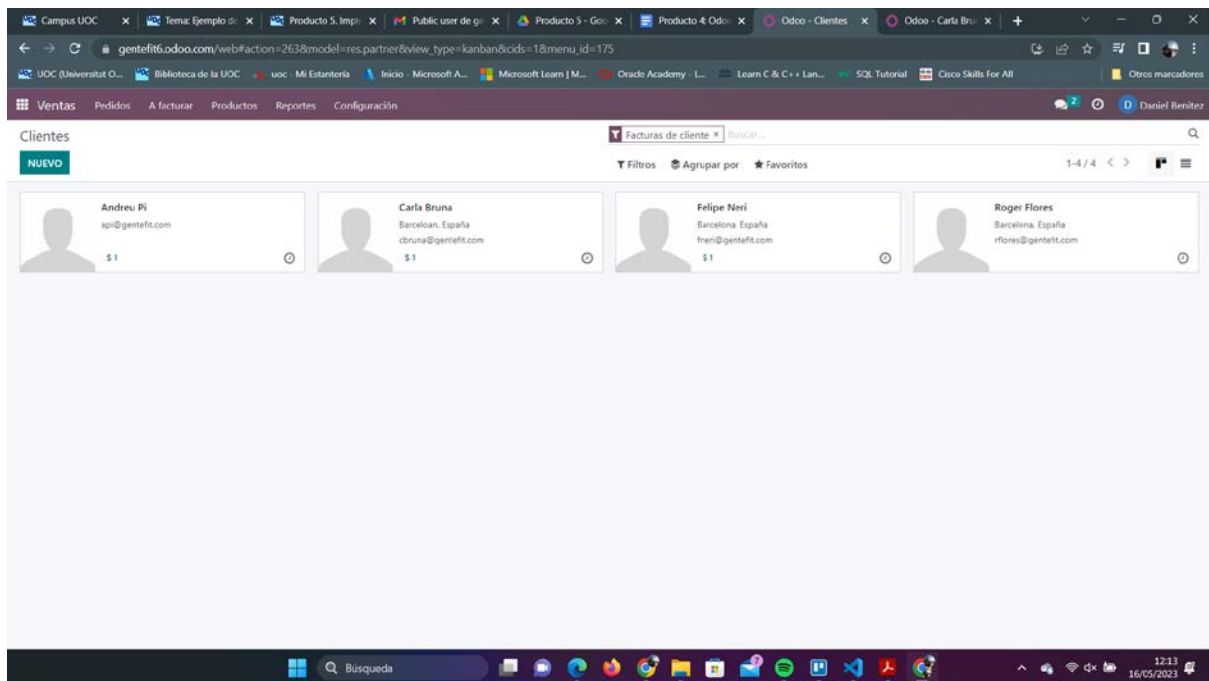 Campus UOC
Tema: Ejemplo de
Producto 5. Impl
Public user de g
Producto 5 - Goo
Producto 4: Odoo
Odoo - Clientes
Odoo - Carla Bru
gentefit6.odoo.com/web#action=263&model=res.partner&view_type=kanban&cids=1&menu_id=175
UOC (Universitat O...
Biblioteca de la UOC
uoc - Mi Estantería
Inicio - Microsoft A...
Microsoft Learn | M...
Oracle Academy - L...
Learn C & C++ Lan...
SQL Tutorial
Cisco Skills For All
Otros marcadores
Ventas Pedidos A facturar Productos Reportes Configuración
2
D Daniel Benitez
Clientes
Facturas de cliente × Buscar...
NUEVO
Filtros Agrupar por Favoritos
1-4 / 4
Andreu Pi
api@gentefit.com
$ 1
Carla Bruna
Barceloan, España
cbruna@gentefit.com
$ 1
Felipe Neri
Barcelona, España
fneri@gentefit.com
$ 1
Roger Flores
Barcelona, España
rflores@gentefit.com
Búsqueda
12:13
16/05/2023